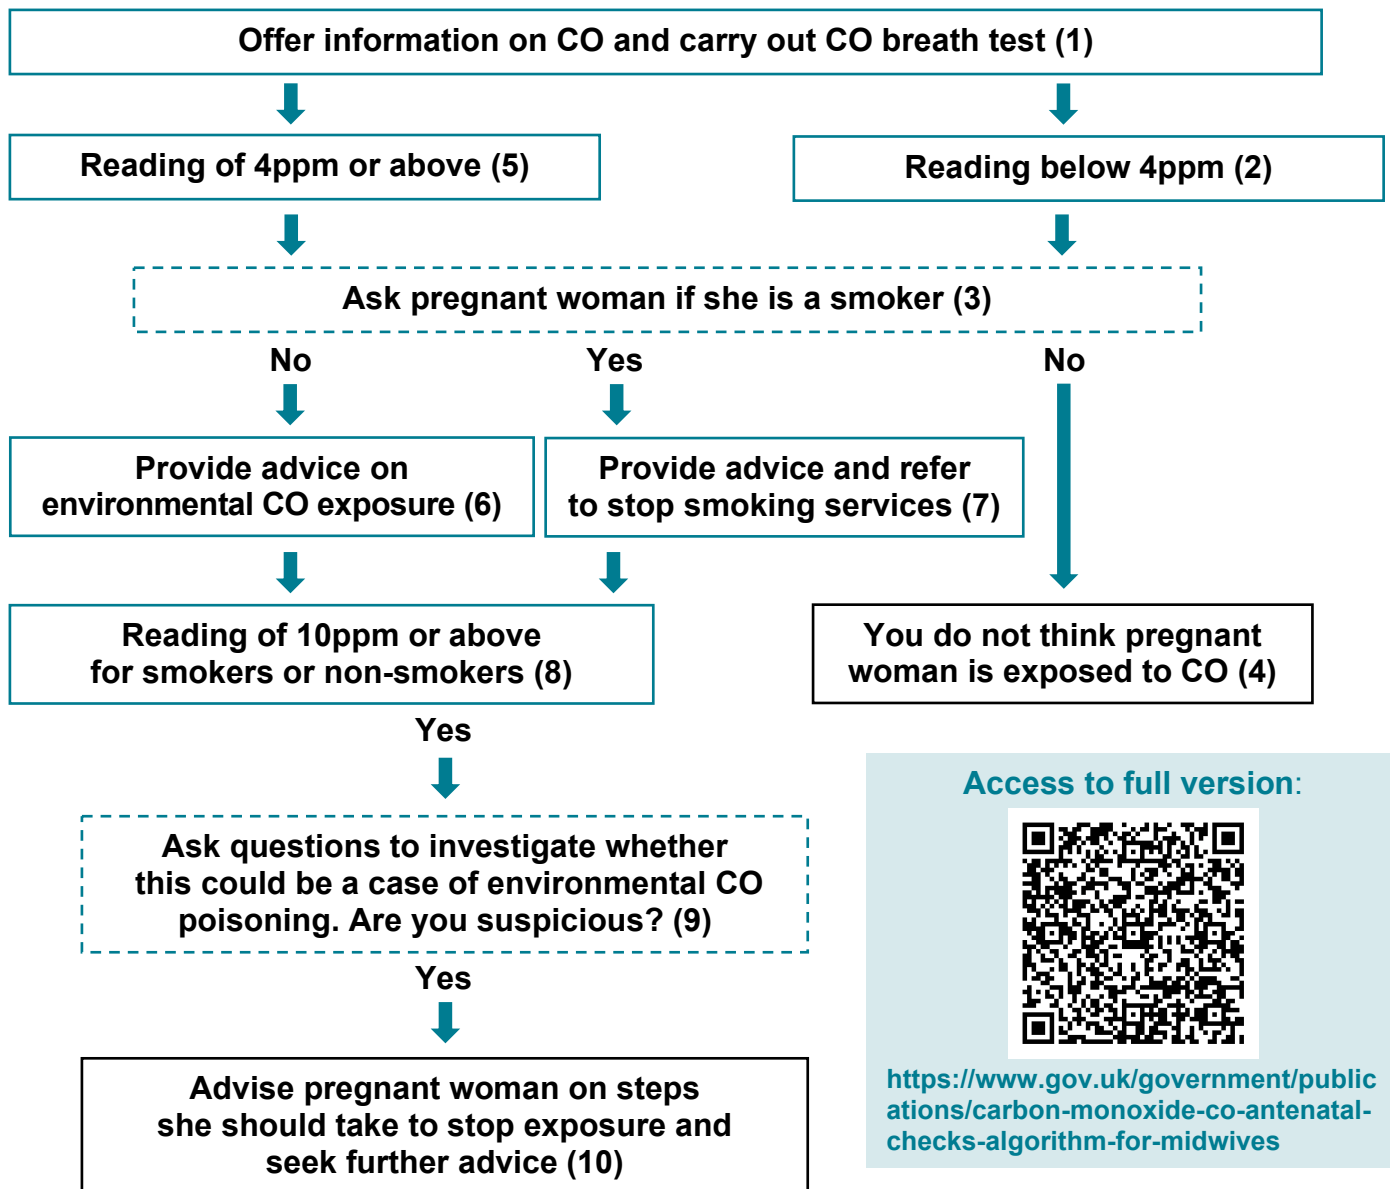 Offer information on CO and carry out CO breath test (1)
Reading of 4ppm or above (5)
Reading below 4ppm (2)
Ask pregnant woman if she is a smoker (3)
No
Yes
No
Provide advice on
environmental CO exposure (6)
Provide advice and refer
to stop smoking services (7)
Reading of 10ppm or above
for smokers or non-smokers (8)
You do not think pregnant
woman is exposed to CO (4)
Yes
Ask questions to investigate whether
this could be a case of environmental CO
poisoning. Are you suspicious? (9)
Yes
Advise pregnant woman on steps
she should take to stop exposure and
seek further advice (10)
Access to full version:
https://www.gov.uk/government/public
ations/carbon-monoxide-co-antenatal-
checks-algorithm-for-midwives